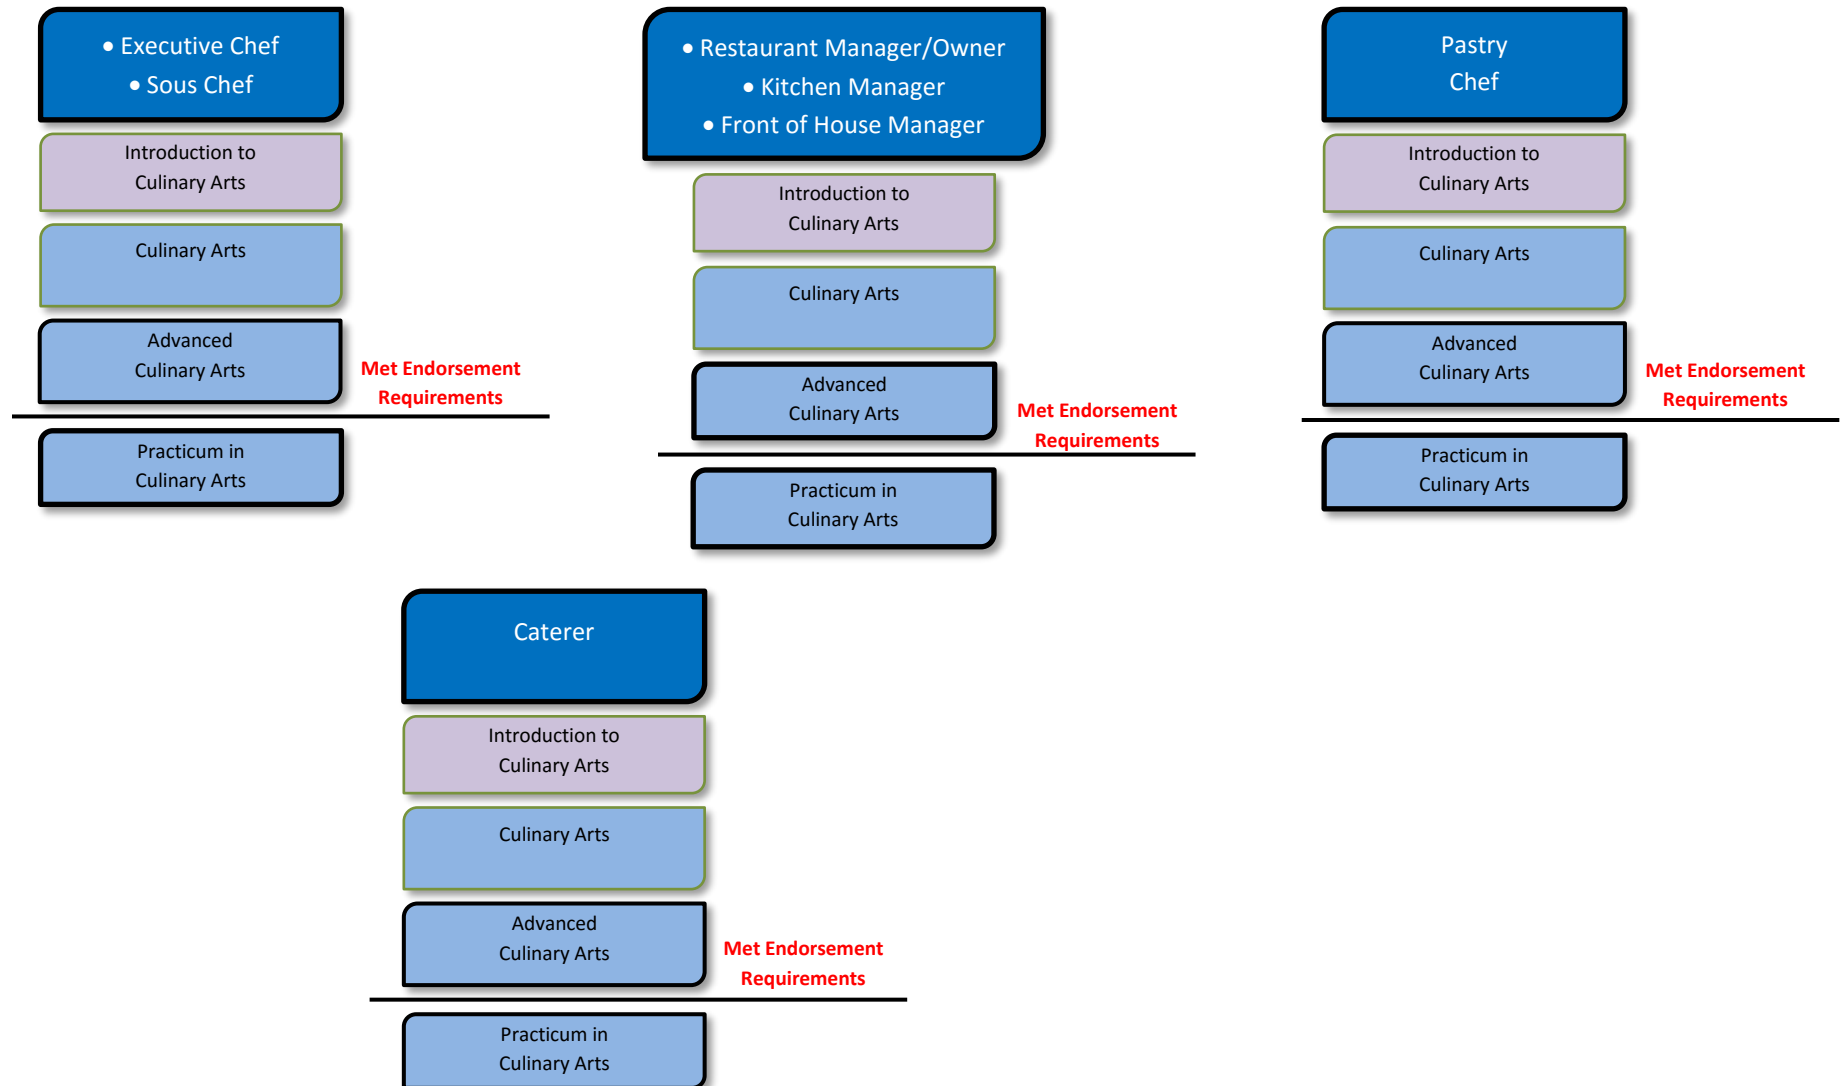 • Executive Chef
• Sous Chef
Introduction to
Culinary Arts
Culinary Arts
Advanced
Culinary Arts
Met Endorsement
Requirements
Practicum in
Culinary Arts
• Restaurant Manager/Owner
• Kitchen Manager
• Front of House Manager
Introduction to
Culinary Arts
Culinary Arts
Advanced
Culinary Arts
Met Endorsement
Requirements
Practicum in
Culinary Arts
Pastry
Chef
Introduction to
Culinary Arts
Culinary Arts
Advanced
Culinary Arts
Met Endorsement
Requirements
Practicum in
Culinary Arts
Caterer
Introduction to
Culinary Arts
Culinary Arts
Advanced
Culinary Arts
Met Endorsement
Requirements
Practicum in
Culinary Arts